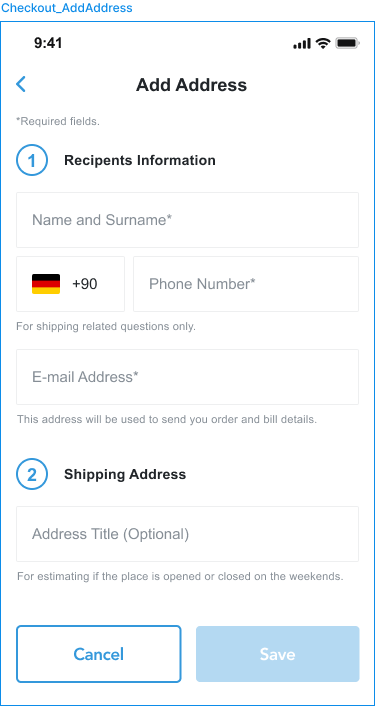 Checkout_AddAddress
9:41
Add Address
*Required fields.
1 Recipents Information
Name and Surname*
+90 Phone Number*
For shipping related questions only.
E-mail Address*
This address will be used to send you order and bill details.
2 Shipping Address
Address Title (Optional)
For estimating if the place is opened or closed on the weekends.
Cancel Save